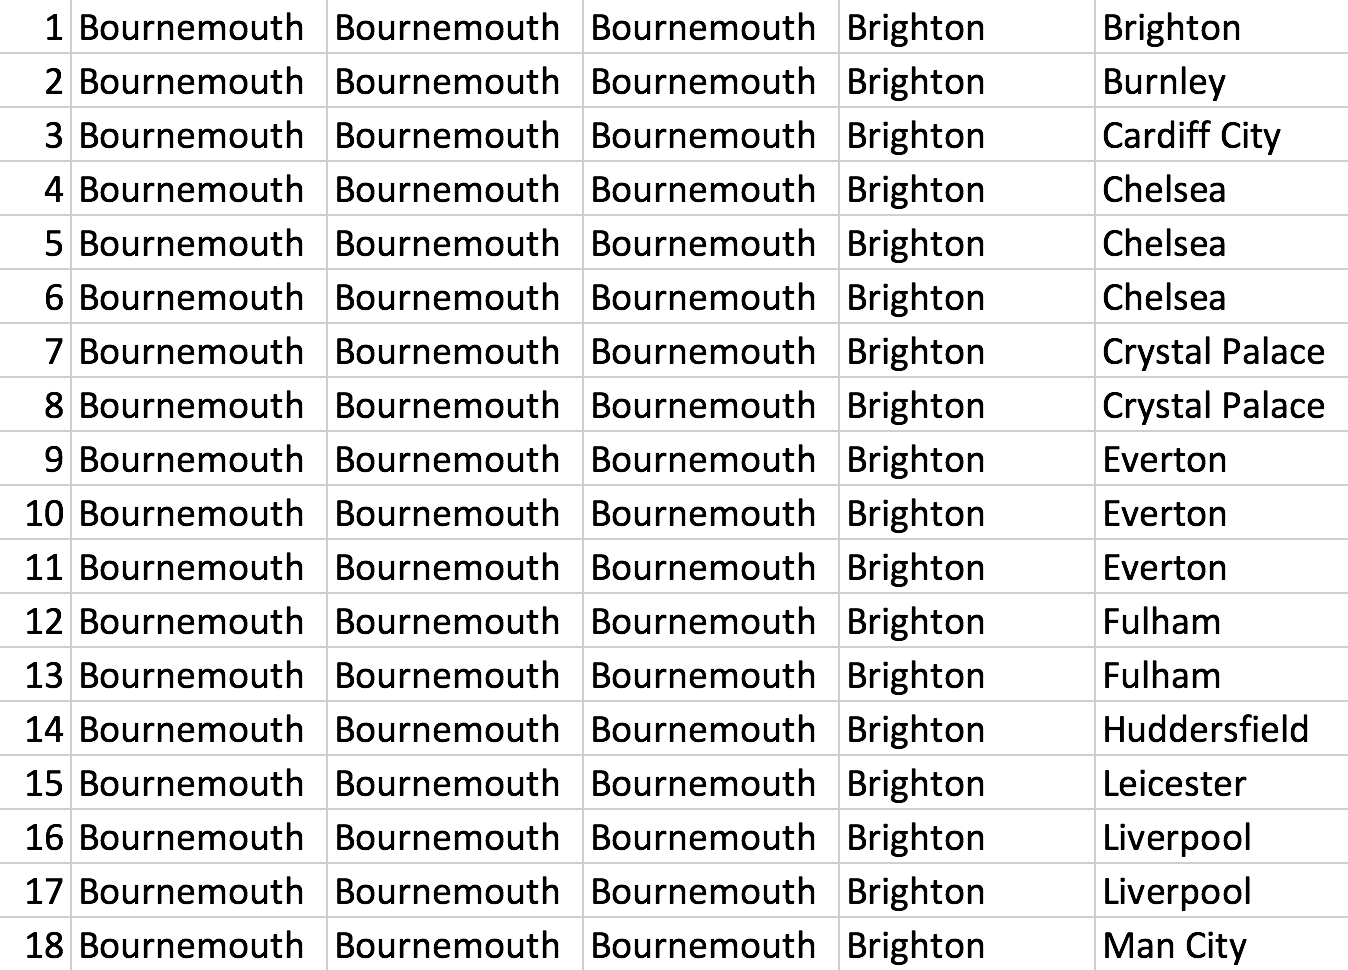 1 Bournemouth Bournemouth Bournemouth Brighton Brighton
2 Bournemouth Bournemouth Bournemouth Brighton Burnley
3 Bournemouth Bournemouth Bournemouth Brighton Cardiff City
4 Bournemouth Bournemouth Bournemouth Brighton Chelsea
5 Bournemouth Bournemouth Bournemouth Brighton Chelsea
6 Bournemouth Bournemouth Bournemouth Brighton Chelsea
7 Bournemouth Bournemouth Bournemouth Brighton Crystal Palace
8 Bournemouth Bournemouth Bournemouth Brighton Crystal Palace
9 Bournemouth Bournemouth Bournemouth Brighton Everton
10 Bournemouth Bournemouth Bournemouth Brighton Everton
11 Bournemouth Bournemouth Bournemouth Brighton Everton
12 Bournemouth Bournemouth Bournemouth Brighton Fulham
13 Bournemouth Bournemouth Bournemouth Brighton Fulham
14 Bournemouth Bournemouth Bournemouth Brighton Huddersfield
15 Bournemouth Bournemouth Bournemouth Brighton Leicester
16 Bournemouth Bournemouth Bournemouth Brighton Liverpool
17 Bournemouth Bournemouth Bournemouth Brighton Liverpool
18 Bournemouth Bournemouth Bournemouth Brighton Man City